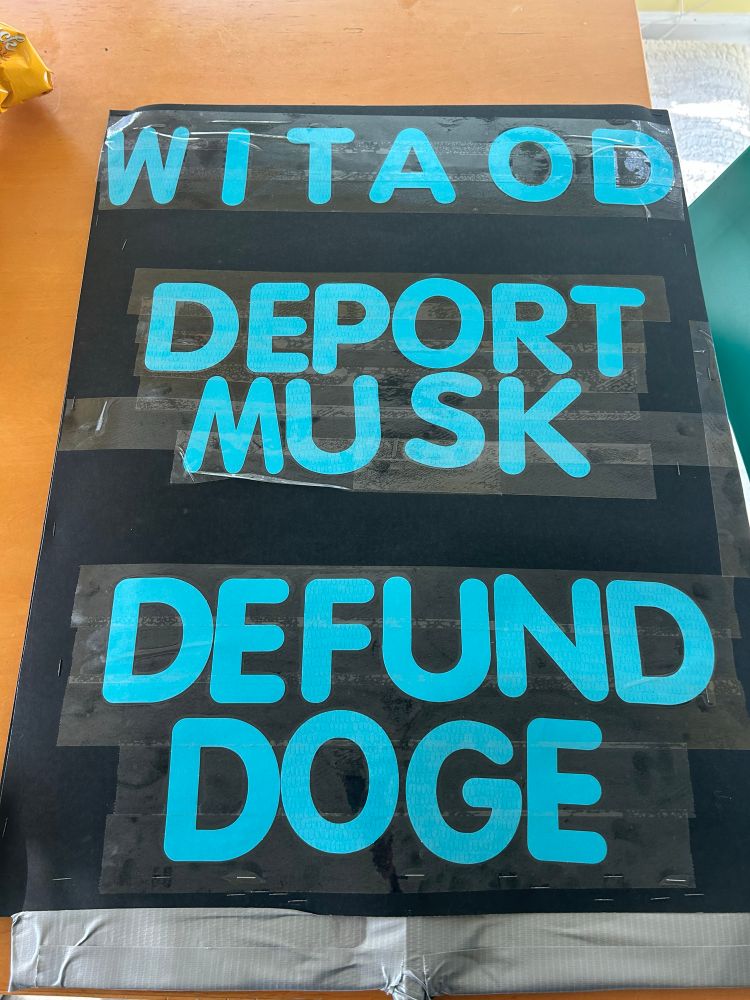 WITAOD
DEPORT
MUSK
DEFUND
DOGE